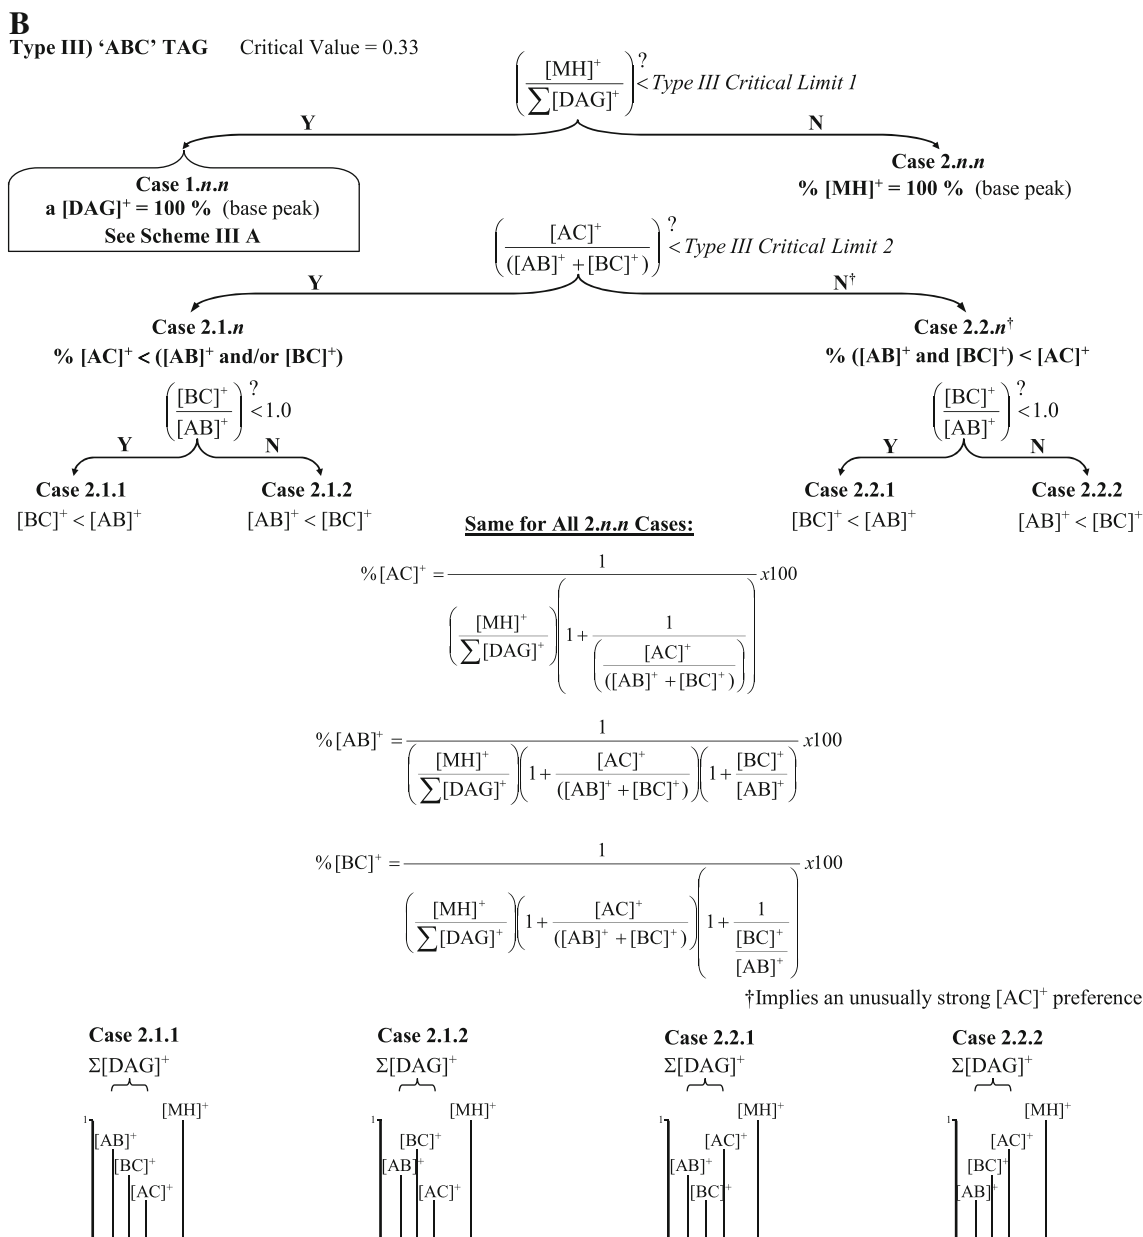 B
Type III) ‘ABC’ TAG Critical Value = 0.33
([MH]⁺ / ∑[DAG]⁺) ?< Type III Critical Limit 1
Y N
Case 1.n.n
a [DAG]⁺ = 100 % (base peak)
See Scheme III A
Case 2.n.n
% [MH]⁺ = 100 % (base peak)
([AC]⁺ / ([AB]⁺ + [BC]⁺)) ?< Type III Critical Limit 2
Y N†
Case 2.1.n
% [AC]⁺ < ([AB]⁺ and/or [BC]⁺)
([BC]⁺ / [AB]⁺) ?< 1.0
Y N
Case 2.1.1
[BC]⁺ < [AB]⁺
Case 2.1.2
[AB]⁺ < [BC]⁺
Case 2.2.n†
% ([AB]⁺ and [BC]⁺) < [AC]⁺
([BC]⁺ / [AB]⁺) ?< 1.0
Y N
Case 2.2.1
[BC]⁺ < [AB]⁺
Case 2.2.2
[AB]⁺ < [BC]⁺
Same for All 2.n.n Cases:
%[AC]⁺ = 1 / (([MH]⁺ / ∑[DAG]⁺)(1 + 1 / ([AC]⁺ / ([AB]⁺ + [BC]⁺)))) x100
%[AB]⁺ = 1 / (([MH]⁺ / ∑[DAG]⁺)(1 + [AC]⁺ / ([AB]⁺ + [BC]⁺))(1 + [BC]⁺ / [AB]⁺)) x100
%[BC]⁺ = 1 / (([MH]⁺ / ∑[DAG]⁺)(1 + [AC]⁺ / ([AB]⁺ + [BC]⁺))(1 + 1 / ([BC]⁺ / [AB]⁺))) x100
†Implies an unusually strong [AC]⁺ preference
Case 2.1.1
Σ[DAG]⁺
[MH]⁺
1
[AB]⁺
[BC]⁺
[AC]⁺
Case 2.1.2
Σ[DAG]⁺
[MH]⁺
1
[BC]⁺
[AB]⁺
[AC]⁺
Case 2.2.1
Σ[DAG]⁺
[MH]⁺
1
[AC]⁺
[AB]⁺
[BC]⁺
Case 2.2.2
Σ[DAG]⁺
[MH]⁺
1
[AC]⁺
[BC]⁺
[AB]⁺